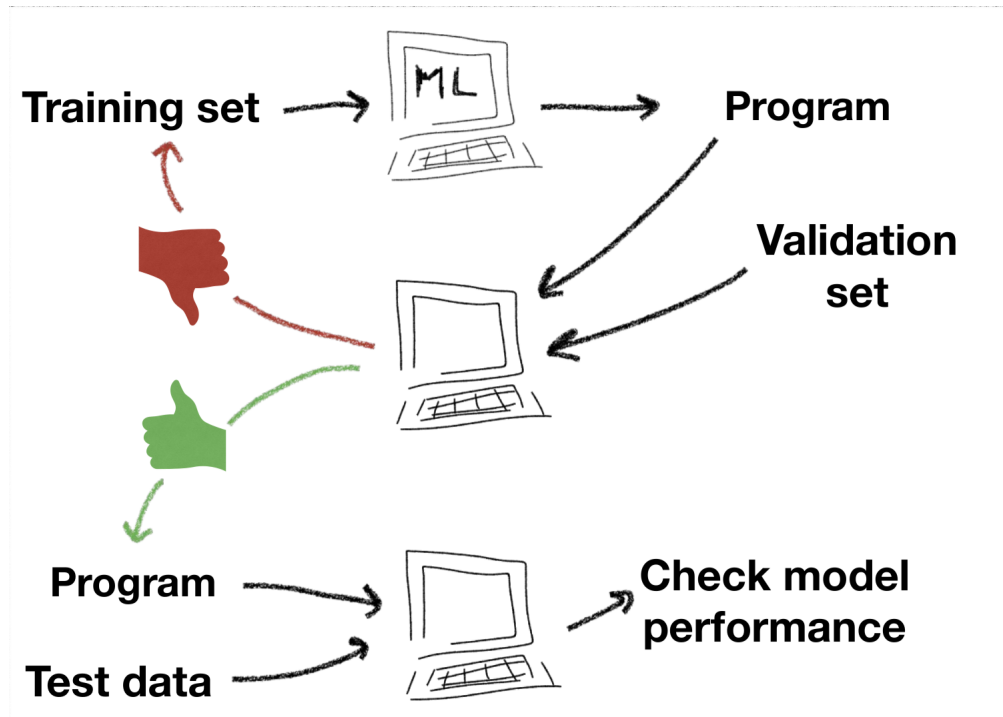 Training set
ML
Program
Validation
set
Program
Test data
Check model
performance